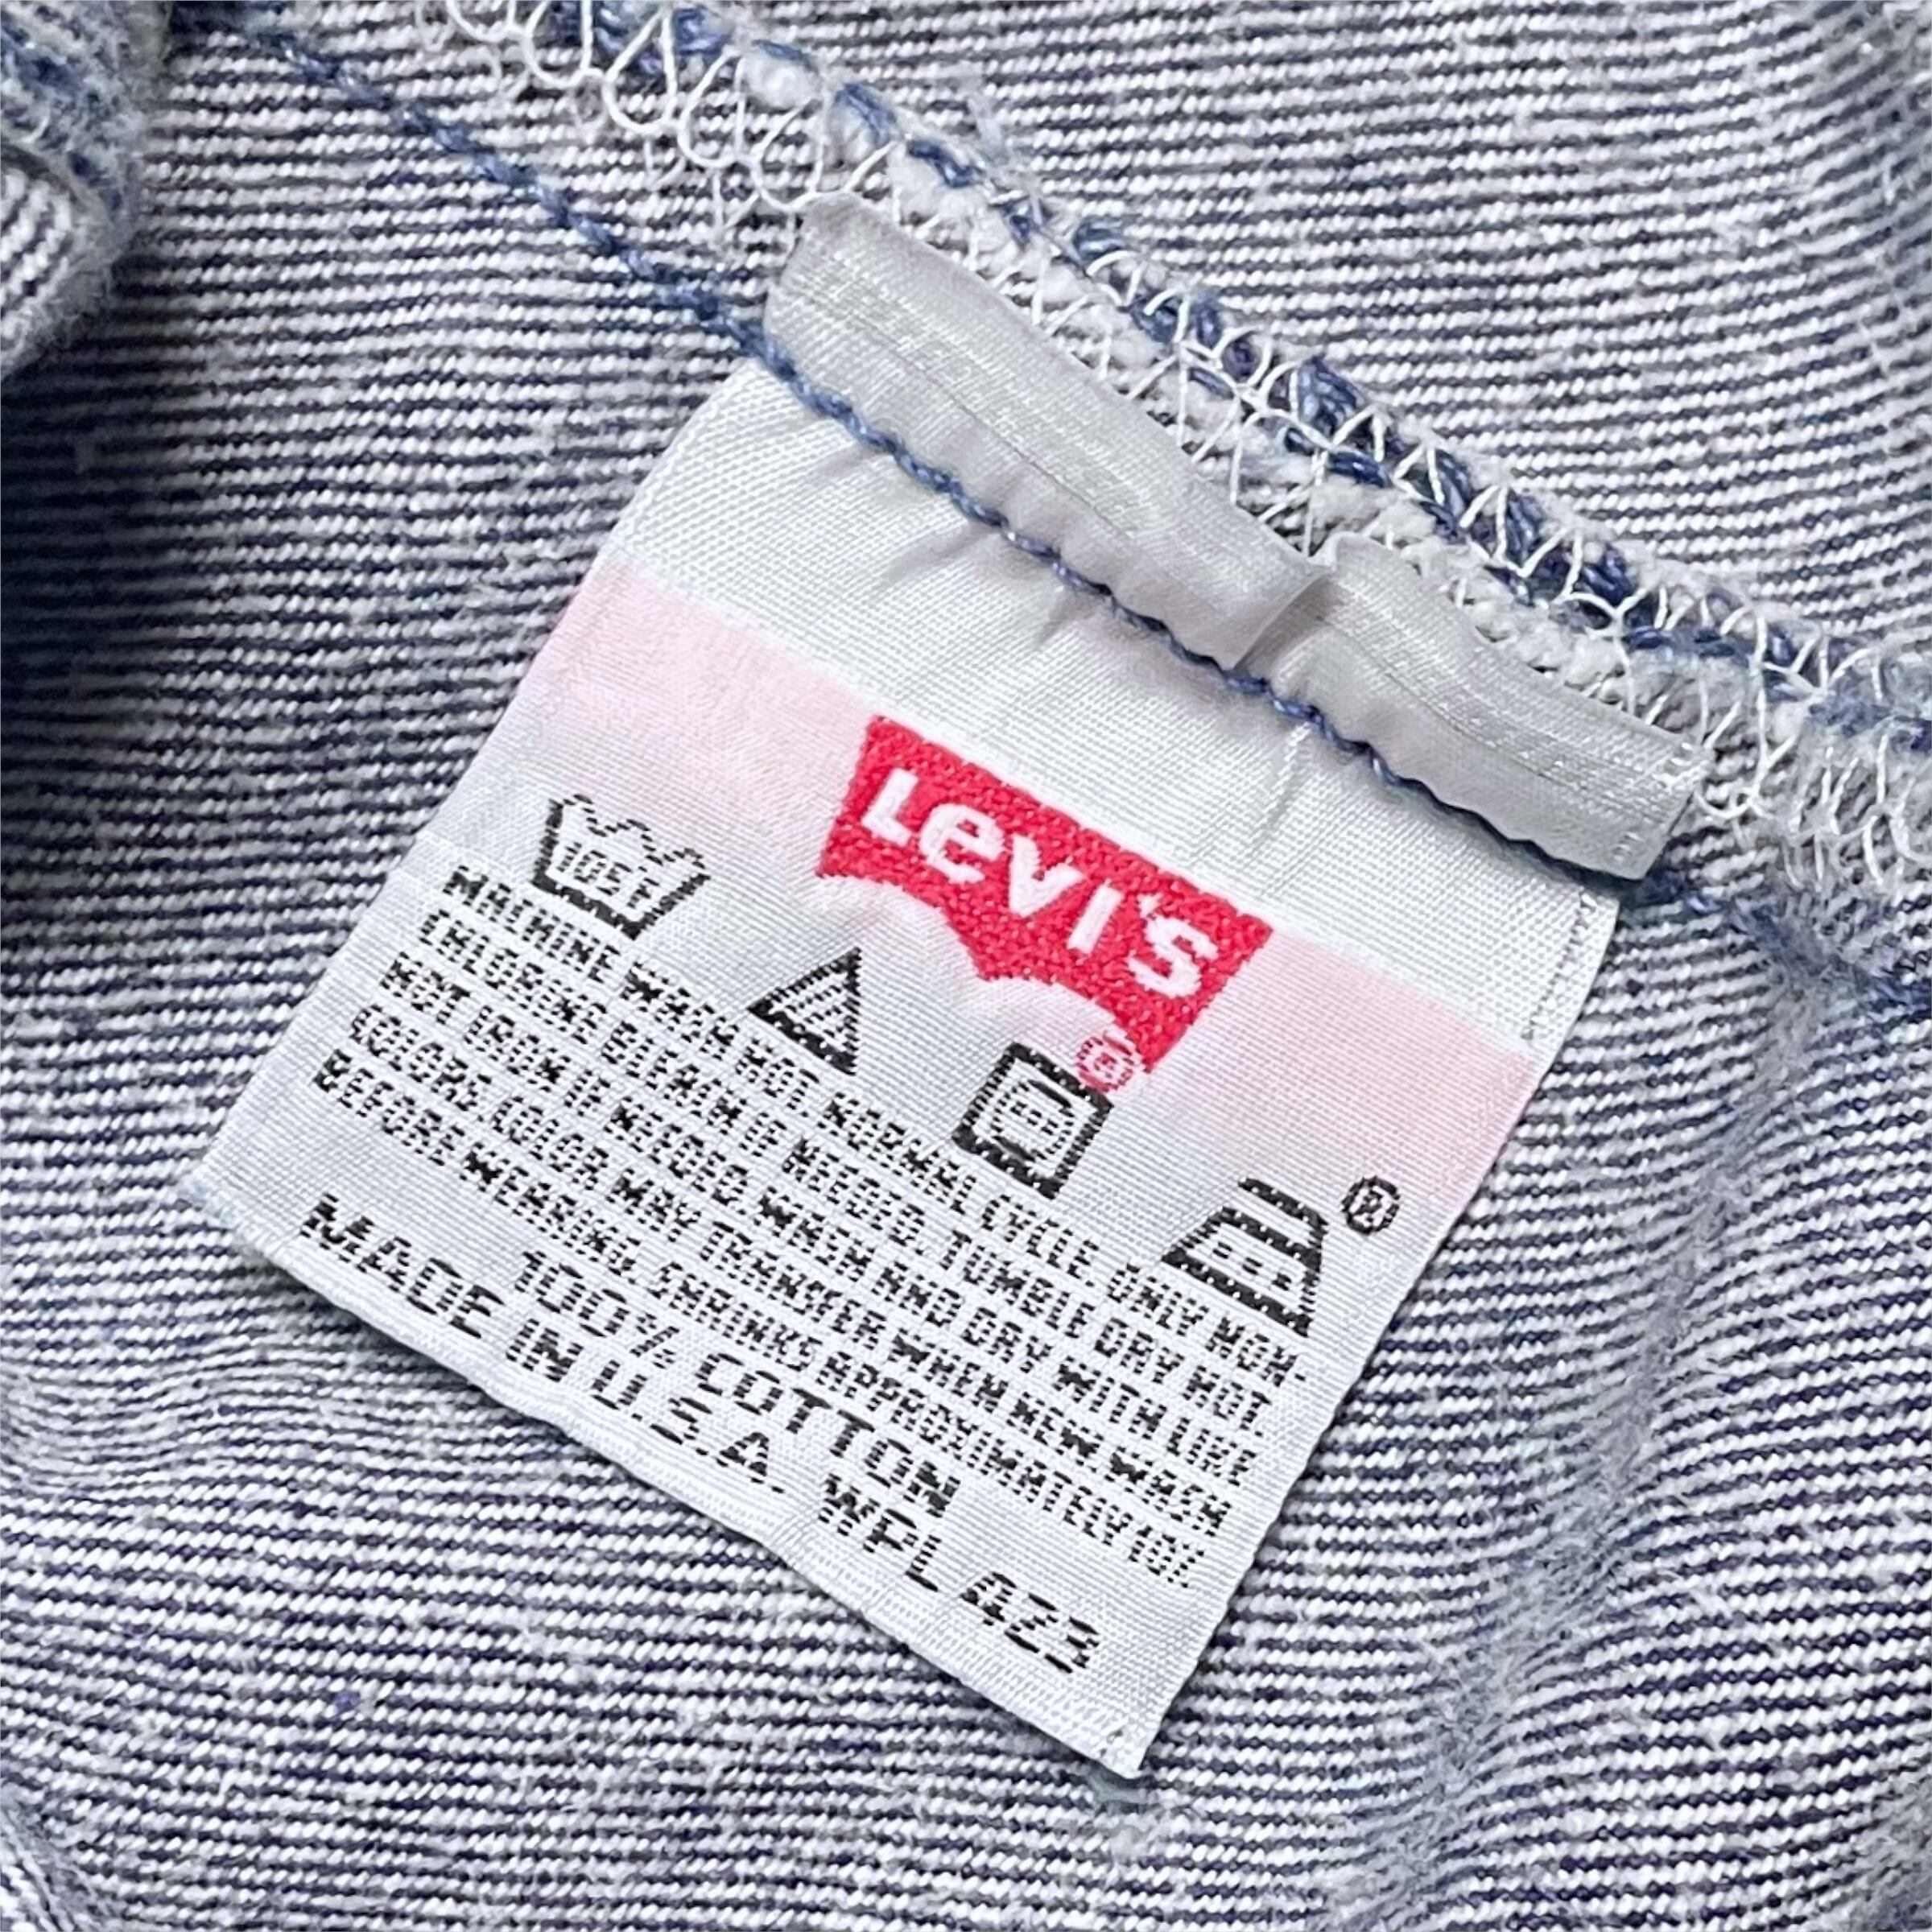 Levi's
®
105°F
®
MACHINE WASH HOT. NORMAL CYCLE. ONLY NON-
CHLORINE BLEACH IF NEEDED. TUMBLE DRY HOT.
HOT IRON IF NEEDED. WASH AND DRY WITH LIKE
COLORS. COLOR MAY TRANSFER WHEN NEW. WASH
BEFORE WEARING. SHRINKS APPROXIMATELY 10%.
100% COTTON
MADE IN U.S.A. WPL 423